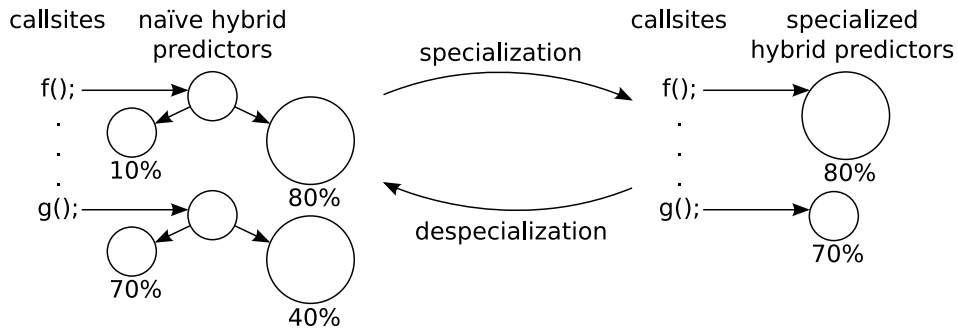 callsites
naïve hybrid
predictors
specialization
callsites
specialized
hybrid predictors
f();
.
.
.
10%
80%
g();
70%
40%
despecialization
f();
.
.
.
80%
g();
70%